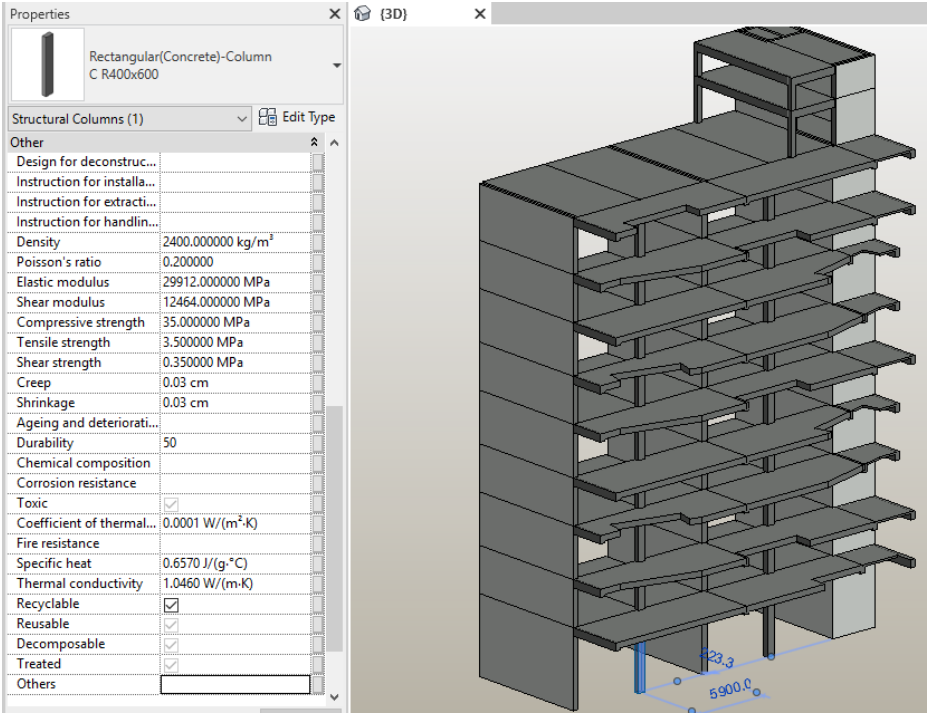 Properties
{3D}
Rectangular(Concrete)-Column
C R400x600
Structural Columns (1)
Edit Type
Other
Design for deconstruc...
Instruction for installa...
Instruction for extracti...
Instruction for handlin...
Density 2400.000000 kg/m³
Poisson's ratio 0.200000
Elastic modulus 29912.000000 MPa
Shear modulus 12464.000000 MPa
Compressive strength 35.000000 MPa
Tensile strength 3.500000 MPa
Shear strength 0.350000 MPa
Creep 0.03 cm
Shrinkage 0.03 cm
Ageing and deteriorati...
Durability 50
Chemical composition
Corrosion resistance
Toxic
Coefficient of thermal... 0.0001 W/(m²·K)
Fire resistance
Specific heat 0.6570 J/(g·°C)
Thermal conductivity 1.0460 W/(m·K)
Recyclable
Reusable
Decomposable
Treated
Others
5900.0